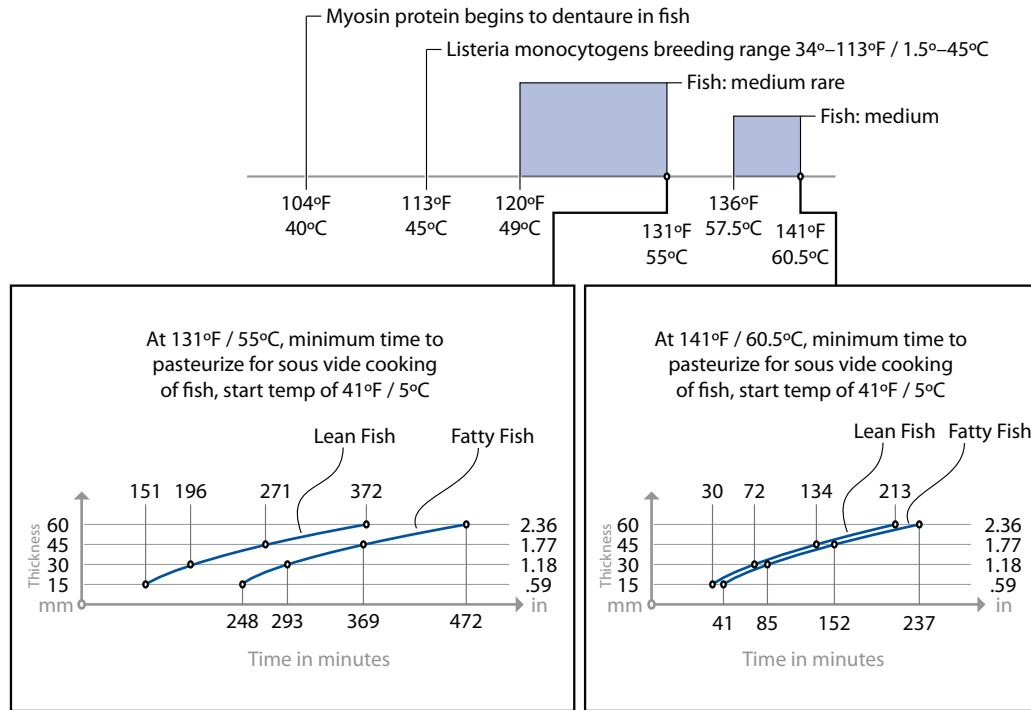 Myosin protein begins to dentaure in fish
Listeria monocytogens breeding range 34º–113ºF / 1.5º–45ºC
Fish: medium rare
Fish: medium
104ºF
40ºC
113ºF
45ºC
120ºF
49ºC
131ºF
55ºC
136ºF
57.5ºC
141ºF
60.5ºC
At 131ºF / 55ºC, minimum time to
pasteurize for sous vide cooking
of fish, start temp of 41ºF / 5ºC
Lean Fish
Fatty Fish
151 196 271 372
Thickness
60
45
30
15
mm
2.36
1.77
1.18
.59
in
248 293 369 472
Time in minutes
At 141ºF / 60.5ºC, minimum time to
pasteurize for sous vide cooking
of fish, start temp of 41ºF / 5ºC
Lean Fish
Fatty Fish
30 72 134 213
Thickness
60
45
30
15
mm
2.36
1.77
1.18
.59
in
41 85 152 237
Time in minutes